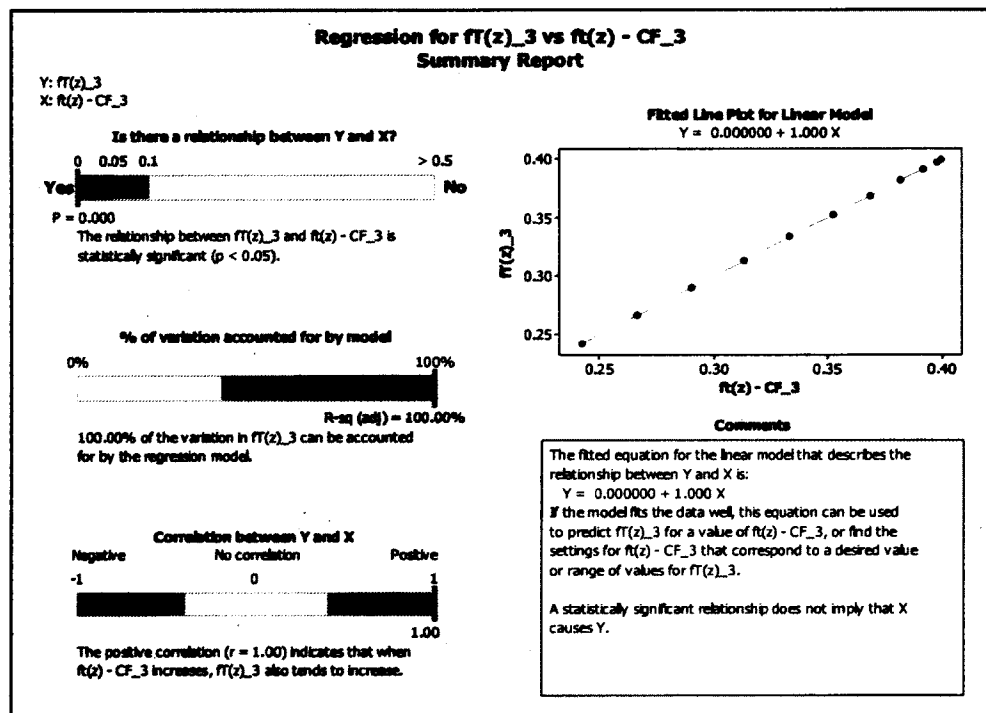 Regression for fT(z)_3 vs ft(z) - CF_3
Summary Report
Y: fT(z)_3
X: ft(z) - CF_3
Is there a relationship between Y and X?
0 0.05 0.1 > 0.5
Yes No
P = 0.000
The relationship between fT(z)_3 and ft(z) - CF_3 is
statistically significant (p < 0.05).
% of variation accounted for by model
0% 100%
R-sq (adj) = 100.00%
100.00% of the variation in fT(z)_3 can be accounted
for by the regression model.
Correlation between Y and X
Negative No correlation Positive
-1 0 1
1.00
The positive correlation (r = 1.00) indicates that when
ft(z) - CF_3 increases, fT(z)_3 also tends to increase.
Fitted Line Plot for Linear Model
Y = 0.000000 + 1.000 X
0.40
0.35
0.30
0.25
fT(z)_3
0.25 0.30 0.35 0.40
ft(z) - CF_3
Comments
The fitted equation for the linear model that describes the
relationship between Y and X is:
Y = 0.000000 + 1.000 X
If the model fits the data well, this equation can be used
to predict fT(z)_3 for a value of ft(z) - CF_3, or find the
settings for ft(z) - CF_3 that correspond to a desired value
or range of values for fT(z)_3.
A statistically significant relationship does not imply that X
causes Y.